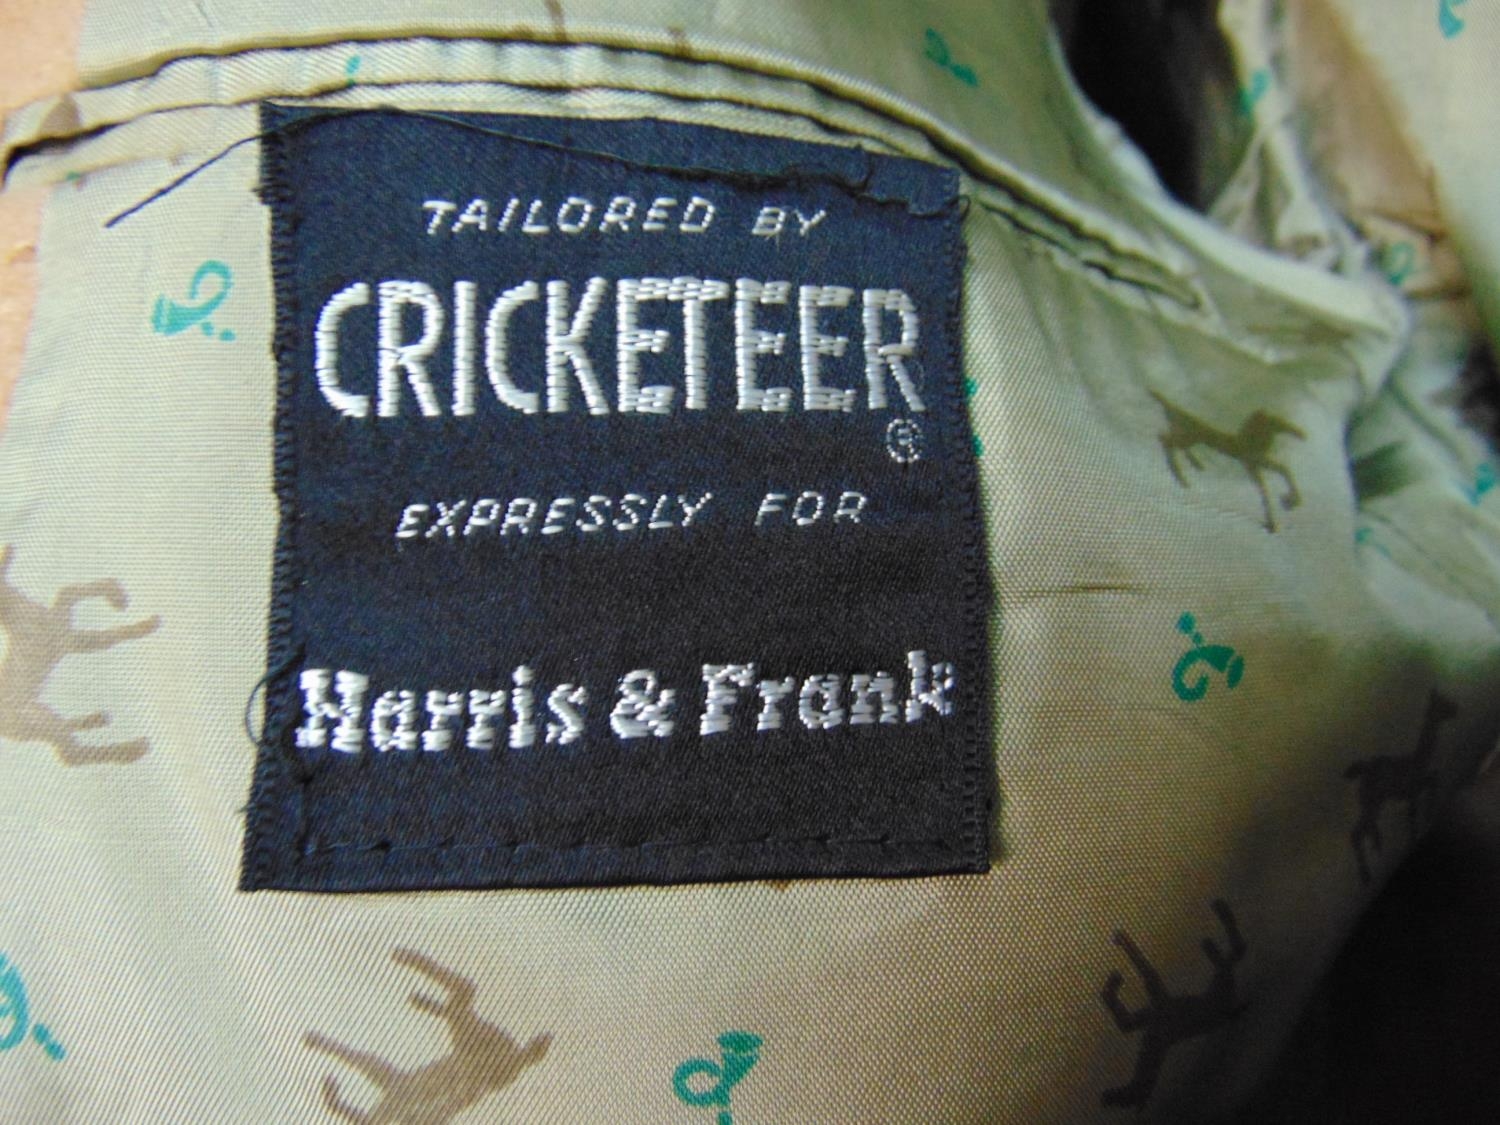 TAILORED BY
CRICKETEER
®
EXPRESSLY FOR
Harris & Frank